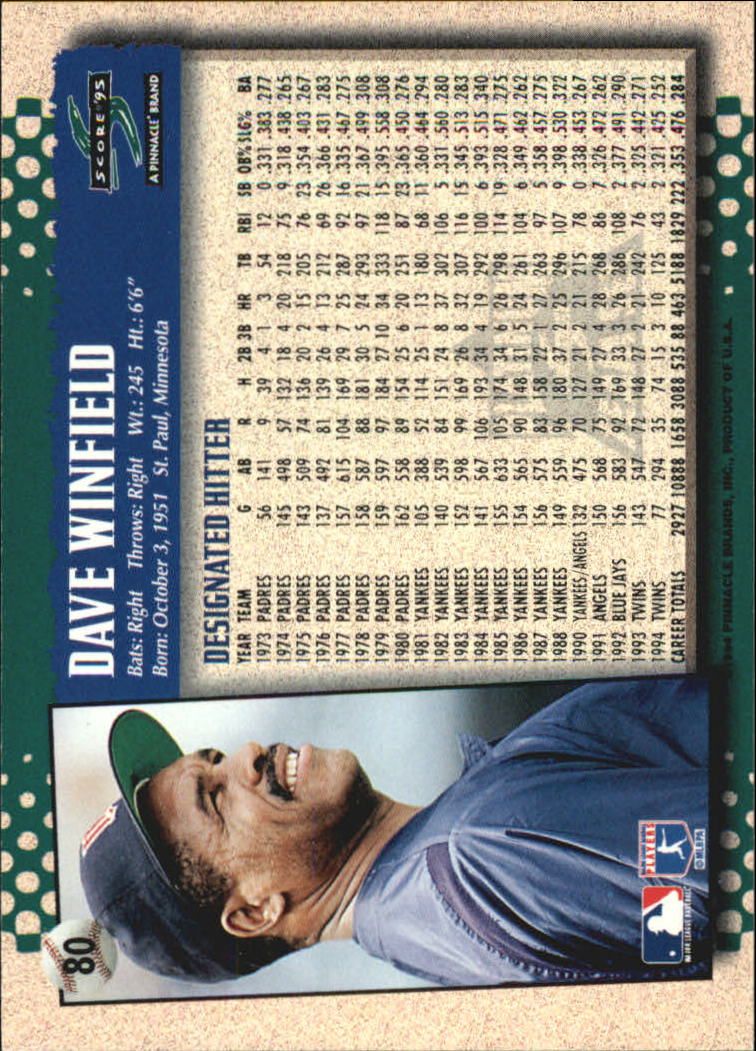 80
DAVE WINFIELD
Bats: Right Throws: Right Wt.: 245 Ht.: 6'6"
Born: October 3, 1951 St. Paul, Minnesota
SCORE '95
A PINNACLE BRAND
DESIGNATED HITTER
YEAR TEAM G AB R H 2B 3B HR TB RBI SB OB% SLG% BA
1973 PADRES 56 141 9 39 4 1 3 54 12 0 .331 .383 .277
1974 PADRES 145 498 57 132 18 4 20 218 75 9 .318 .438 .265
1975 PADRES 143 509 74 136 20 2 15 205 76 23 .354 .403 .267
1976 PADRES 137 492 81 139 26 4 13 212 69 26 .366 .431 .283
1977 PADRES 157 615 104 169 29 7 25 287 92 16 .335 .467 .275
1978 PADRES 158 587 88 181 30 5 24 293 97 21 .367 .499 .308
1979 PADRES 159 597 97 184 27 10 34 333 118 15 .395 .558 .308
1980 PADRES 162 558 89 154 25 6 20 251 87 23 .365 .450 .276
1981 YANKEES 105 388 52 114 25 1 13 180 68 11 .360 .464 .294
1982 YANKEES 140 539 84 151 24 8 37 302 106 5 .331 .560 .280
1983 YANKEES 152 598 99 169 26 8 32 307 116 15 .345 .513 .283
1984 YANKEES 141 567 106 193 34 4 19 292 100 6 .393 .515 .340
1985 YANKEES 155 633 105 174 34 6 26 298 114 19 .328 .471 .275
1986 YANKEES 154 565 90 148 31 5 24 261 104 6 .349 .462 .262
1987 YANKEES 156 575 83 158 22 1 27 263 97 5 .358 .457 .275
1988 YANKEES 149 559 96 180 37 2 25 296 107 9 .398 .530 .322
1990 YANKEES/ANGELS 132 475 70 127 21 2 21 215 78 0 .338 .453 .267
1991 ANGELS 150 568 75 149 27 4 28 268 86 7 .326 .472 .262
1992 BLUE JAYS 156 583 92 169 33 3 26 286 108 2 .377 .491 .290
1993 TWINS 143 547 72 148 27 2 21 242 76 2 .325 .442 .271
1994 TWINS 77 294 35 74 15 3 10 125 43 2 .321 .425 .252
CAREER TOTALS 2927 10888 1658 3088 535 88 463 5188 1829 222 .353 .476 .284
PLAYERS
© MLBPA
MAJOR LEAGUE BASEBALL
PINNACLE BRANDS, INC., PRODUCT OF U.S.A.